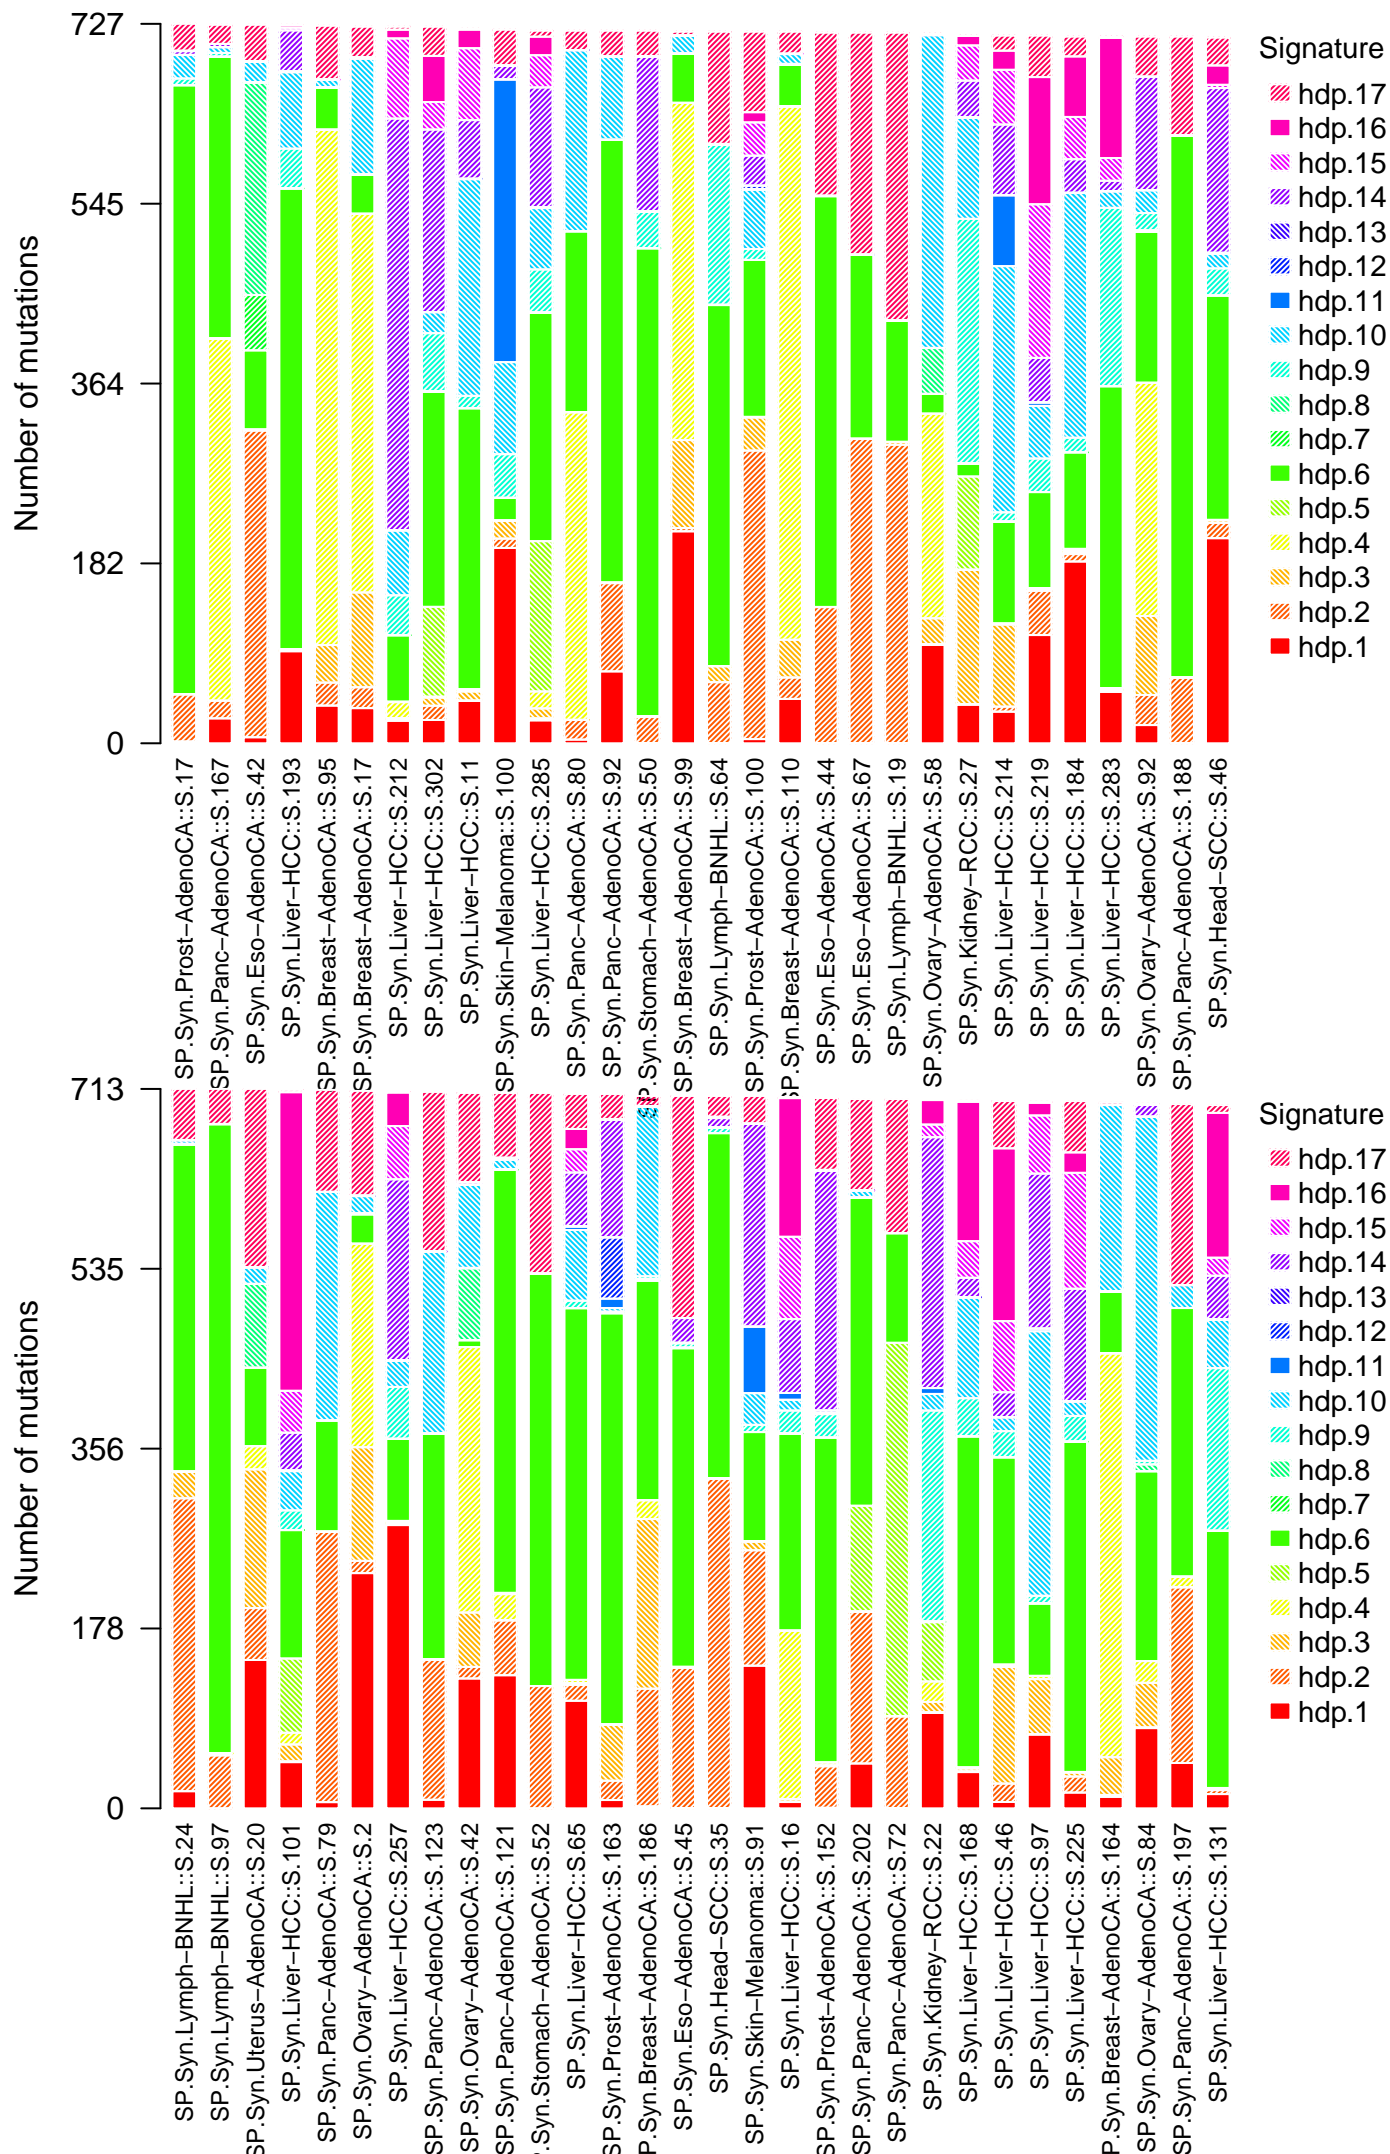 Number of mutations
727
545
364
182
0
Signature
hdp.17
hdp.16
hdp.15
hdp.14
hdp.13
hdp.12
hdp.11
hdp.10
hdp.9
hdp.8
hdp.7
hdp.6
hdp.5
hdp.4
hdp.3
hdp.2
hdp.1
SP.Syn.Prost−AdenoCA::S.17
SP.Syn.Panc−AdenoCA::S.167
SP.Syn.Eso−AdenoCA::S.42
SP.Syn.Liver−HCC::S.193
SP.Syn.Breast−AdenoCA::S.95
SP.Syn.Breast−AdenoCA::S.17
SP.Syn.Liver−HCC::S.212
SP.Syn.Liver−HCC::S.302
SP.Syn.Liver−HCC::S.11
SP.Syn.Skin−Melanoma::S.100
SP.Syn.Liver−HCC::S.285
SP.Syn.Panc−AdenoCA::S.80
SP.Syn.Panc−AdenoCA::S.92
P.Syn.Stomach−AdenoCA::S.50
SP.Syn.Breast−AdenoCA::S.99
SP.Syn.Lymph−BNHL::S.64
SP.Syn.Prost−AdenoCA::S.100
SP.Syn.Breast−AdenoCA::S.110
SP.Syn.Eso−AdenoCA::S.44
SP.Syn.Eso−AdenoCA::S.67
SP.Syn.Lymph−BNHL::S.19
SP.Syn.Ovary−AdenoCA::S.58
SP.Syn.Kidney−RCC::S.27
SP.Syn.Liver−HCC::S.214
SP.Syn.Liver−HCC::S.219
SP.Syn.Liver−HCC::S.184
SP.Syn.Liver−HCC::S.283
SP.Syn.Ovary−AdenoCA::S.92
SP.Syn.Panc−AdenoCA::S.188
SP.Syn.Head−SCC::S.46
Number of mutations
713
535
356
178
0
Signature
hdp.17
hdp.16
hdp.15
hdp.14
hdp.13
hdp.12
hdp.11
hdp.10
hdp.9
hdp.8
hdp.7
hdp.6
hdp.5
hdp.4
hdp.3
hdp.2
hdp.1
SP.Syn.Lymph−BNHL::S.24
SP.Syn.Lymph−BNHL::S.97
SP.Syn.Uterus−AdenoCA::S.20
SP.Syn.Liver−HCC::S.101
SP.Syn.Panc−AdenoCA::S.79
SP.Syn.Ovary−AdenoCA::S.2
SP.Syn.Liver−HCC::S.257
SP.Syn.Panc−AdenoCA::S.123
SP.Syn.Ovary−AdenoCA::S.42
SP.Syn.Panc−AdenoCA::S.121
SP.Syn.Stomach−AdenoCA::S.52
SP.Syn.Liver−HCC::S.65
SP.Syn.Prost−AdenoCA::S.163
P.Syn.Breast−AdenoCA::S.186
SP.Syn.Eso−AdenoCA::S.45
SP.Syn.Head−SCC::S.35
SP.Syn.Skin−Melanoma::S.91
SP.Syn.Liver−HCC::S.16
SP.Syn.Prost−AdenoCA::S.152
SP.Syn.Panc−AdenoCA::S.202
SP.Syn.Panc−AdenoCA::S.72
SP.Syn.Kidney−RCC::S.22
SP.Syn.Liver−HCC::S.168
SP.Syn.Liver−HCC::S.46
SP.Syn.Liver−HCC::S.97
SP.Syn.Liver−HCC::S.225
SP.Syn.Breast−AdenoCA::S.164
SP.Syn.Ovary−AdenoCA::S.84
SP.Syn.Panc−AdenoCA::S.197
SP.Syn.Liver−HCC::S.131